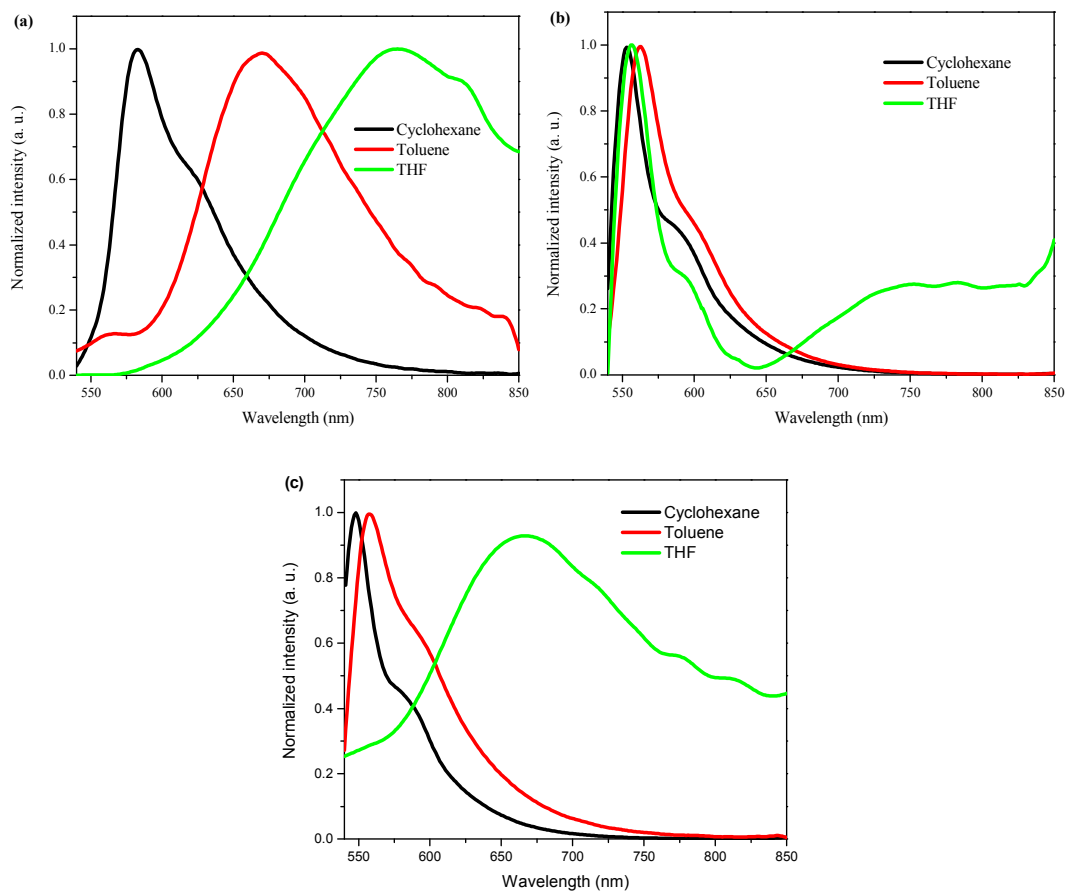 (a)
Normalized intensity (a. u.)
1.0
0.8
0.6
0.4
0.2
0.0
Cyclohexane
Toluene
THF
550 600 650 700 750 800 850
Wavelength (nm)
(b)
Normalized intensity (a. u.)
1.0
0.8
0.6
0.4
0.2
0.0
Cyclohexane
Toluene
THF
550 600 650 700 750 800 850
Wavelength (nm)
(c)
Normalized intensity (a. u.)
1.0
0.8
0.6
0.4
0.2
0.0
Cyclohexane
Toluene
THF
550 600 650 700 750 800 850
Wavelength (nm)